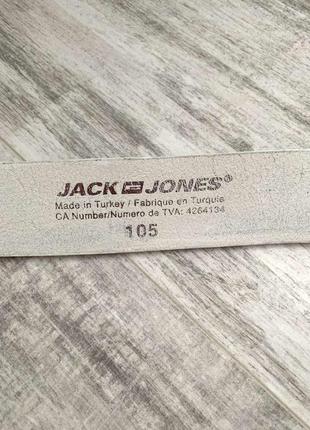 JACK JONES®
Made in Turkey / Fabrique en Turquie
CA Number/Numero de TVA: 4264134
105